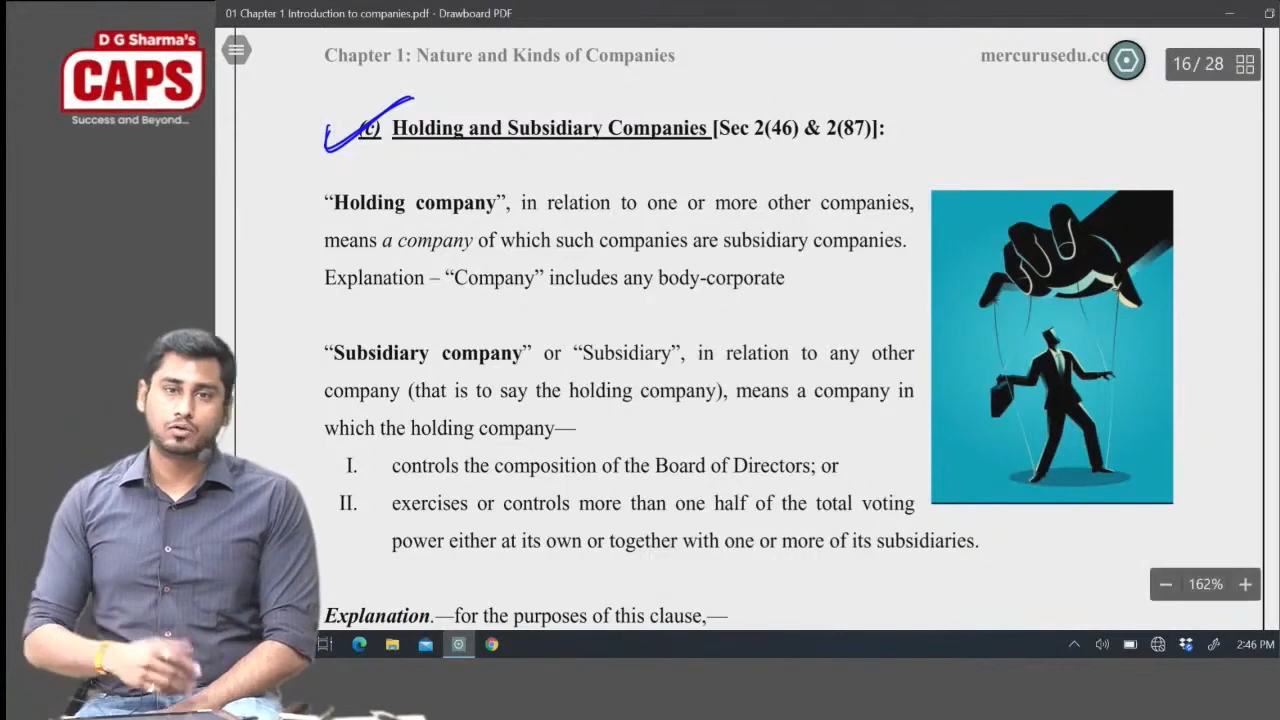 01 Chapter 1 Introduction to companies.pdf - Drawboard PDF
D G Sharma's
CAPS
Success and Beyond...
Chapter 1: Nature and Kinds of Companies
mercurusedu.co
16 / 28
(c) Holding and Subsidiary Companies [Sec 2(46) & 2(87)]:
“Holding company”, in relation to one or more other companies,
means a company of which such companies are subsidiary companies.
Explanation – “Company” includes any body-corporate
“Subsidiary company” or “Subsidiary”, in relation to any other
company (that is to say the holding company), means a company in
which the holding company—
I. controls the composition of the Board of Directors; or
II. exercises or controls more than one half of the total voting
power either at its own or together with one or more of its subsidiaries.
162%
Explanation.—for the purposes of this clause,—
2:46 PM